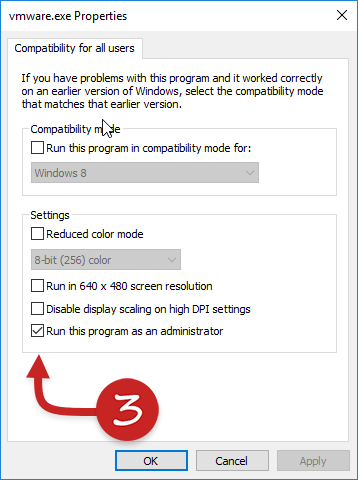 vmware.exe Properties
Compatibility for all users
If you have problems with this program and it worked correctly
on an earlier version of Windows, select the compatibility mode
that matches that earlier version.
Compatibility mode
Run this program in compatibility mode for:
Windows 8
Settings
Reduced color mode
8-bit (256) color
Run in 640 x 480 screen resolution
Disable display scaling on high DPI settings
Run this program as an administrator
3
OK Cancel Apply